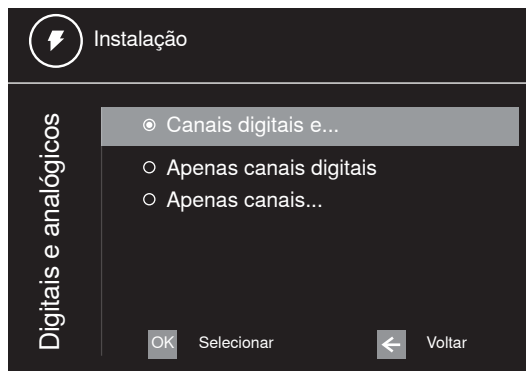 Instalação
Digitais e analógicos
Canais digitais e...
Apenas canais digitais
Apenas canais...
OK Selecionar
Voltar